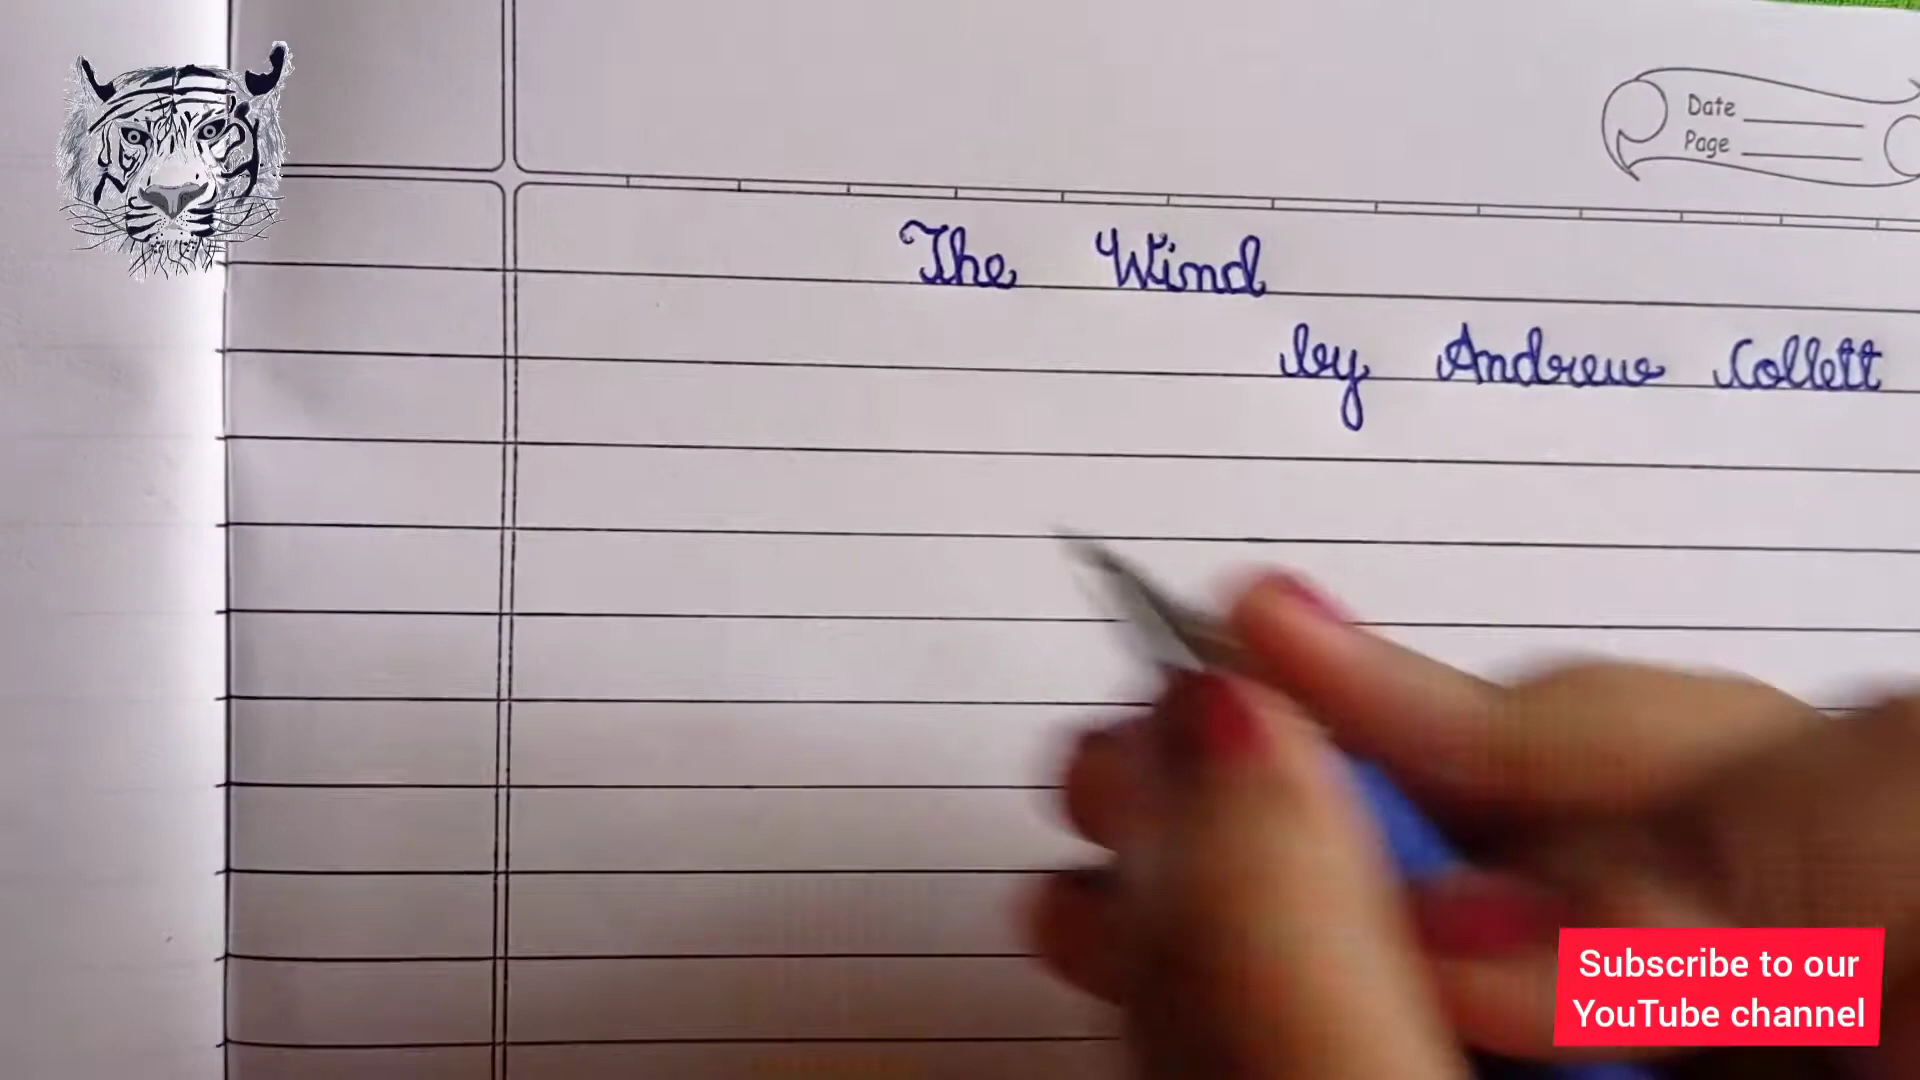 Date
Page
The Wind
by Andrew Collett
Subscribe to our
YouTube channel